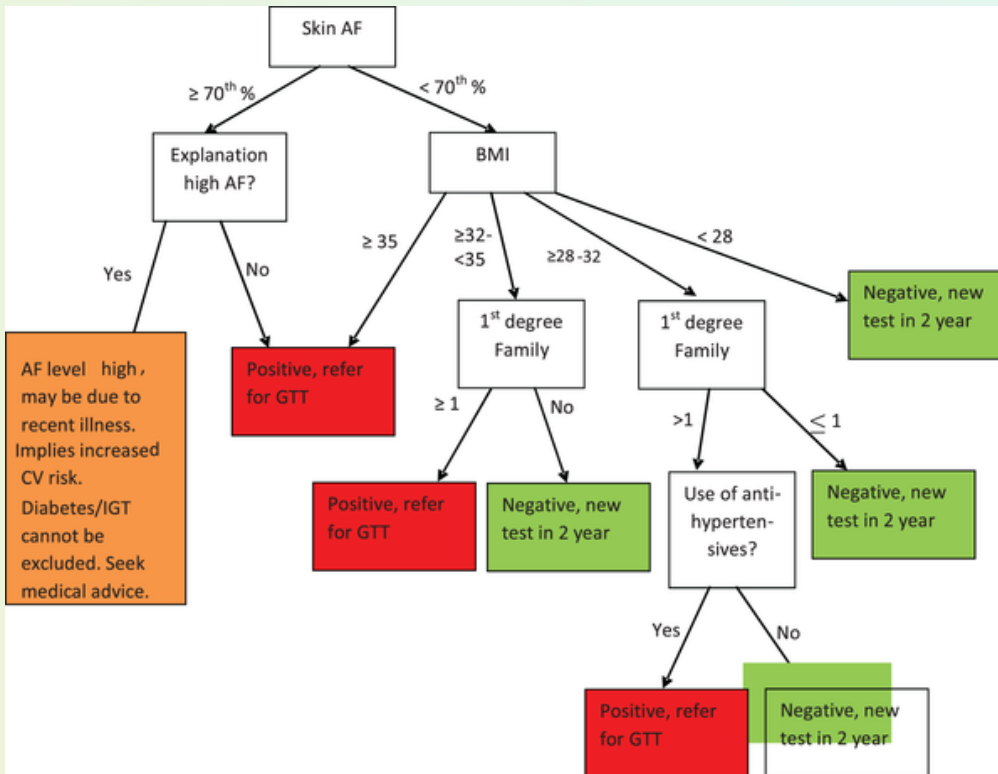 Skin AF
≥ 70th %
< 70th %
Explanation
high AF?
BMI
Yes
No
≥ 35
≥32-
<35
≥28-32
< 28
AF level high,
may be due to
recent illness.
Implies increased
CV risk.
Diabetes/IGT
cannot be
excluded. Seek
medical advice.
Positive, refer
for GTT
1st degree
Family
1st degree
Family
Negative, new
test in 2 year
≥ 1
No
>1
≤ 1
Positive, refer
for GTT
Negative, new
test in 2 year
Use of anti-
hyperten-
sives?
Negative, new
test in 2 year
Yes
No
Positive, refer
for GTT
Negative, new
test in 2 year